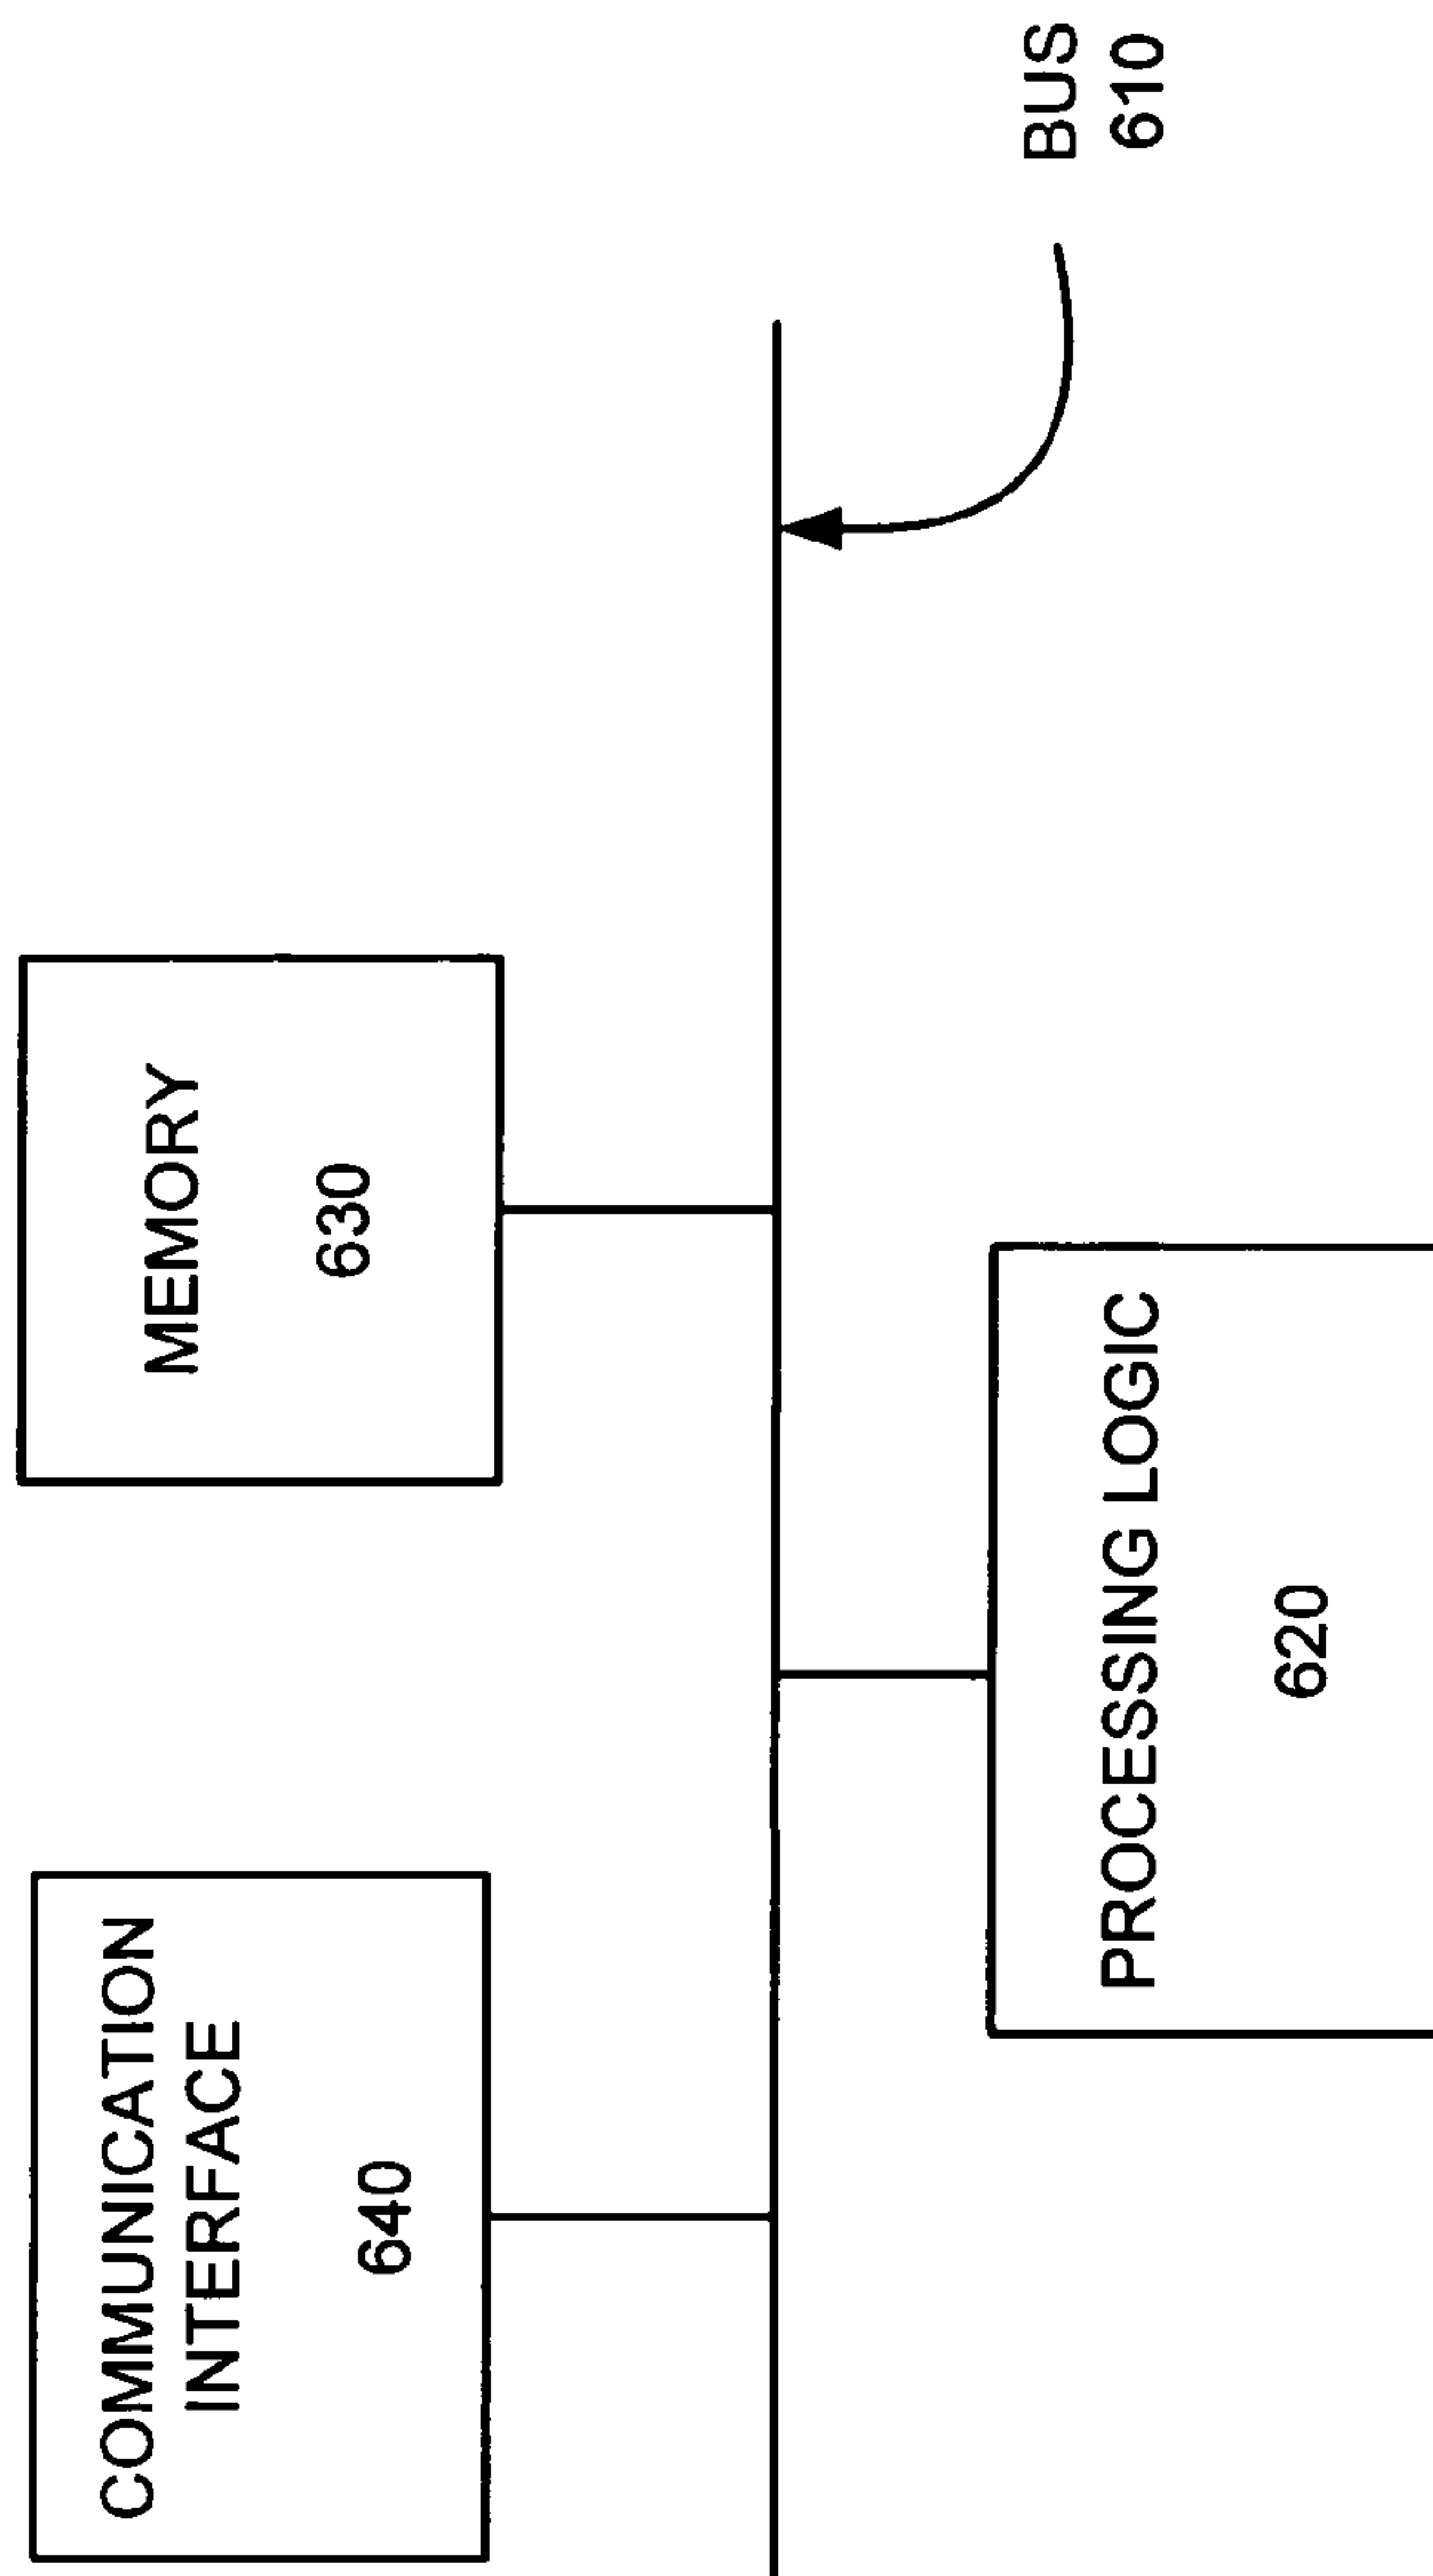 COMMUNICATION
INTERFACE
640
MEMORY
630
PROCESSING LOGIC
620
BUS
610